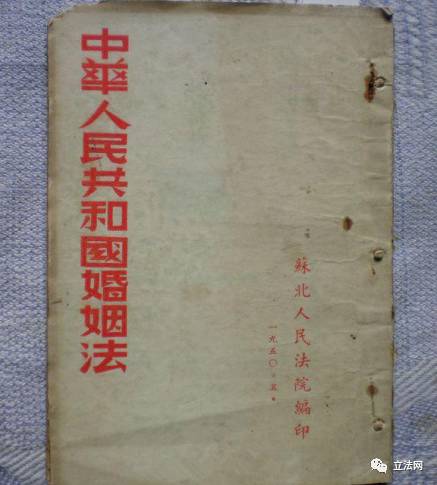 中華人民共和國婚姻法
蘇北人民法院編印
一九五〇·五·
立法网